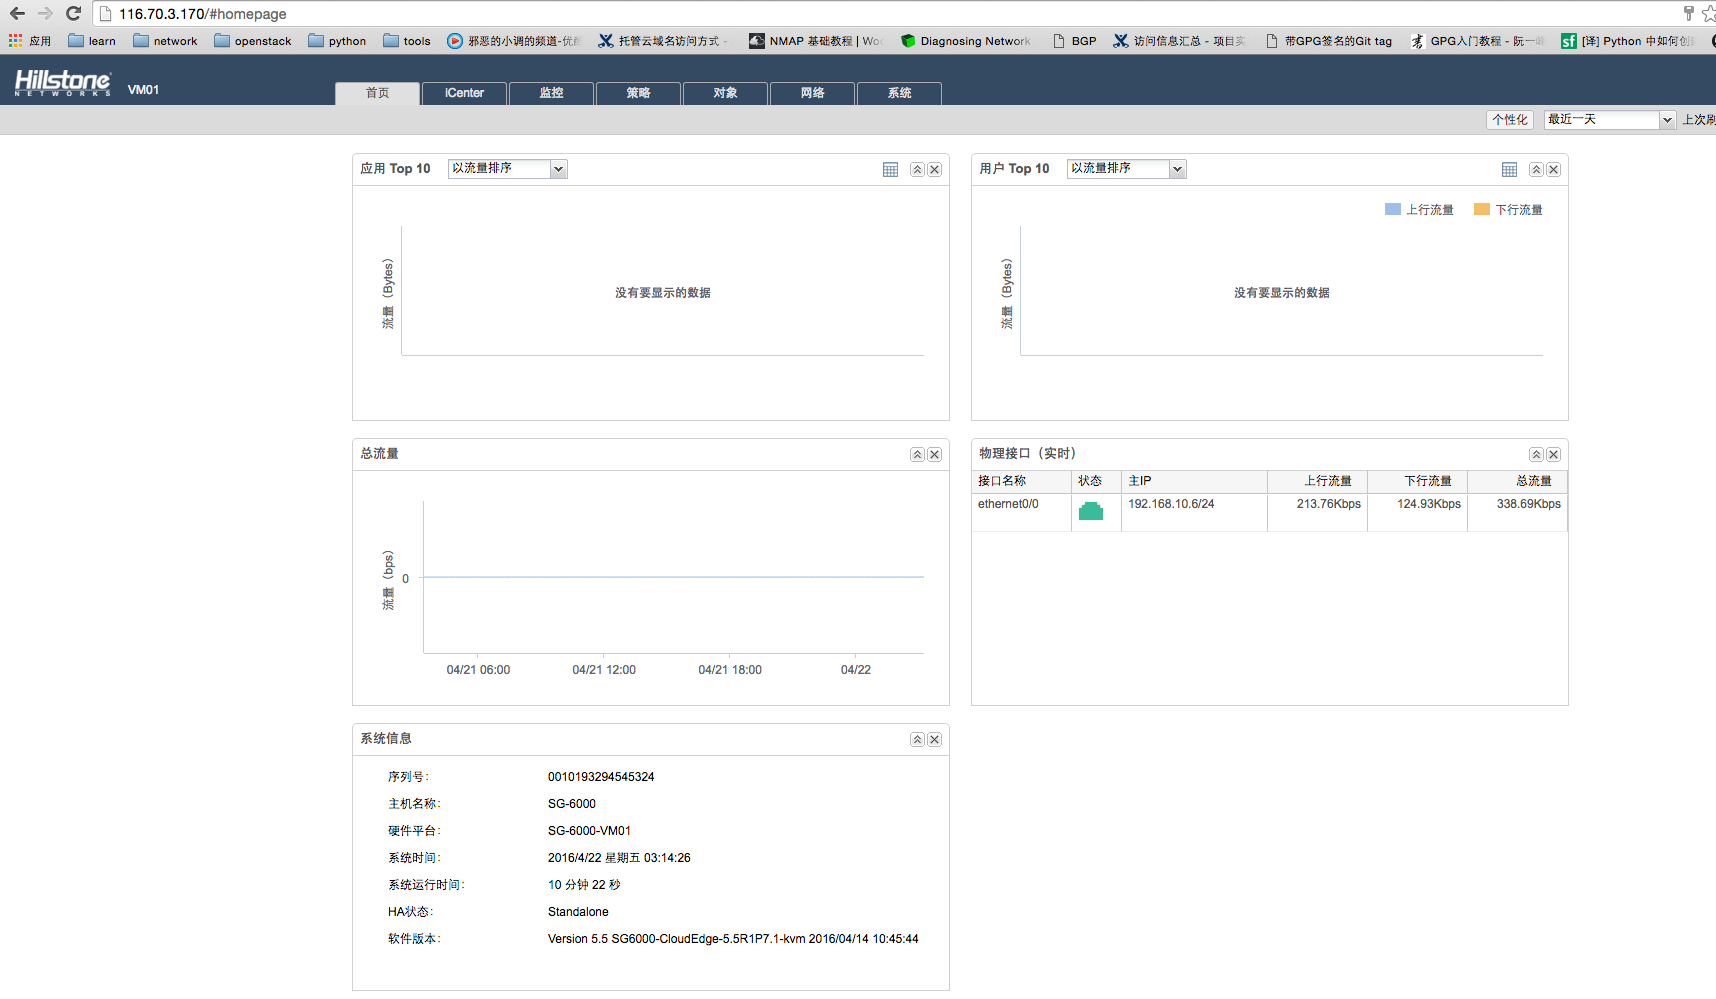 116.70.3.170/#homepage
应用 learn network openstack python tools 邪恶的小调的频道-优酷 托管云域名访问方式 - NMAP 基础教程 | Woo Diagnosing Network BGP 访问信息汇总 - 项目实 带GPG签名的Git tag GPG入门教程 - 阮一 sf [译] Python 中如何创
Hillstone
NETWORKS
VM01
首页 iCenter 监控 策略 对象 网络 系统
个性化 最近一天 上次刷
应用 Top 10 以流量排序
流量（Bytes）
没有要显示的数据
用户 Top 10 以流量排序
上行流量 下行流量
流量（Bytes）
没有要显示的数据
总流量
流量（bps）
0
04/21 06:00 04/21 12:00 04/21 18:00 04/22
物理接口（实时）
接口名称 状态 主IP 上行流量 下行流量 总流量
ethernet0/0 192.168.10.6/24 213.76Kbps 124.93Kbps 338.69Kbps
系统信息
序列号: 0010193294545324
主机名称: SG-6000
硬件平台: SG-6000-VM01
系统时间: 2016/4/22 星期五 03:14:26
系统运行时间: 10 分钟 22 秒
HA状态: Standalone
软件版本: Version 5.5 SG6000-CloudEdge-5.5R1P7.1-kvm 2016/04/14 10:45:44